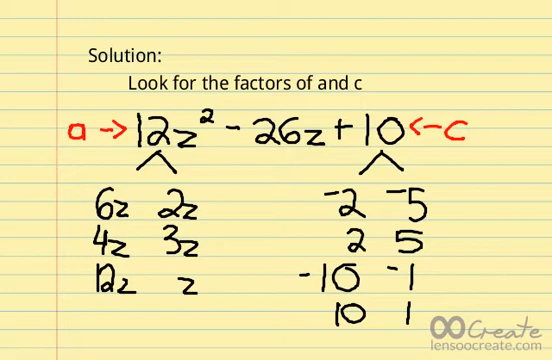 Solution:
Look for the factors of and c
a → 12z² - 26z + 10 ← c
6z 2z -2 -5
4z 3z 2 5
12z z -10 -1
10 1
Create
lensoocreate.com